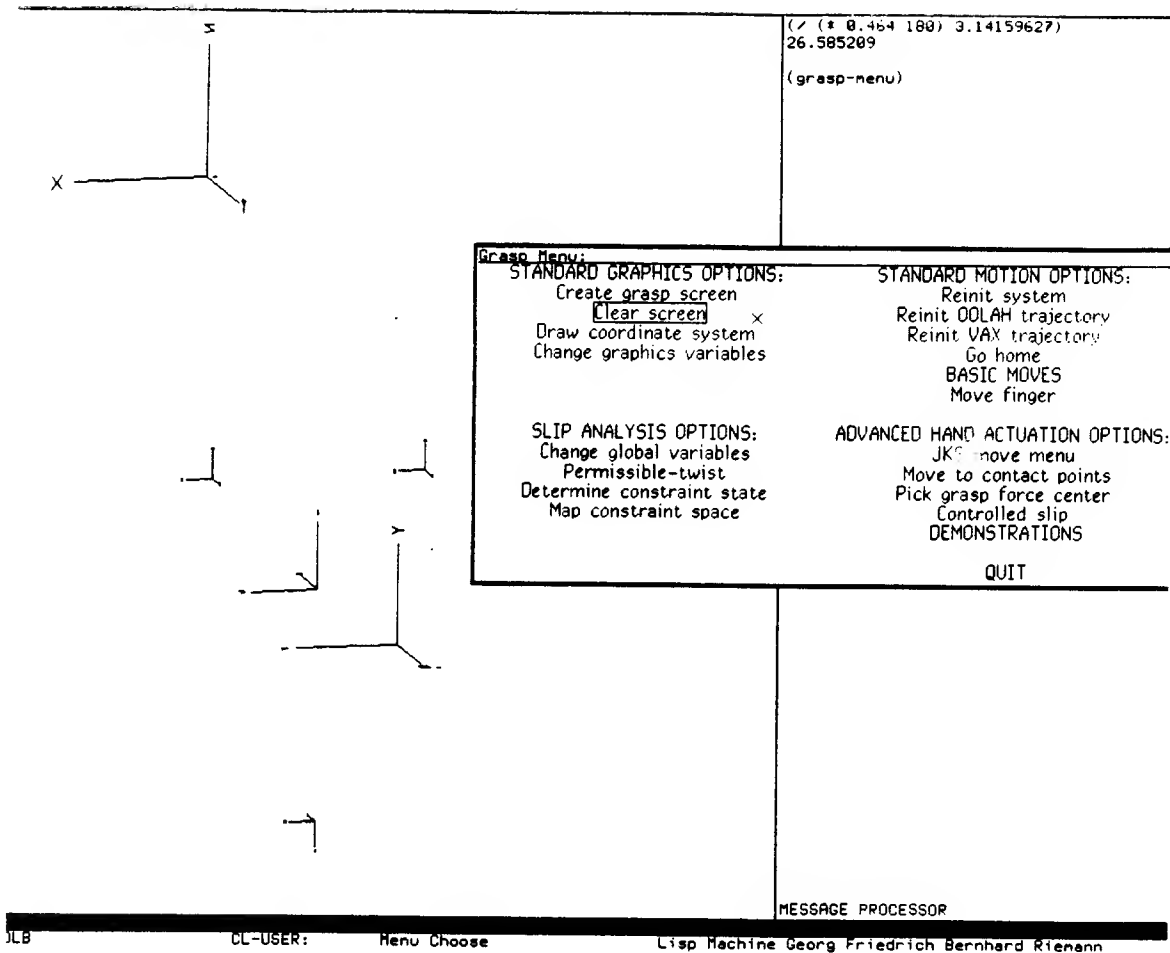 (/ (* 0.464 180) 3.14159627)
26.585209
(grasp-menu)
Z
X
Y
Grasp Menu:
STANDARD GRAPHICS OPTIONS:
Create grasp screen
Clear screen
Draw coordinate system
Change graphics variables
STANDARD MOTION OPTIONS:
Reinit system
Reinit OOLAH trajectory
Reinit VAX trajectory
Go home
BASIC MOVES
Move finger
SLIP ANALYSIS OPTIONS:
Change global variables
Permissible-twist
Determine constraint state
Map constraint space
ADVANCED HAND ACTUATION OPTIONS:
move menu
Move to contact points
Pick grasp force center
Controlled slip
DEMONSTRATIONS
QUIT
Y
MESSAGE PROCESSOR
CL-USER: Menu Choose Lisp Machine Georg Friedrich Bernhard Riemann